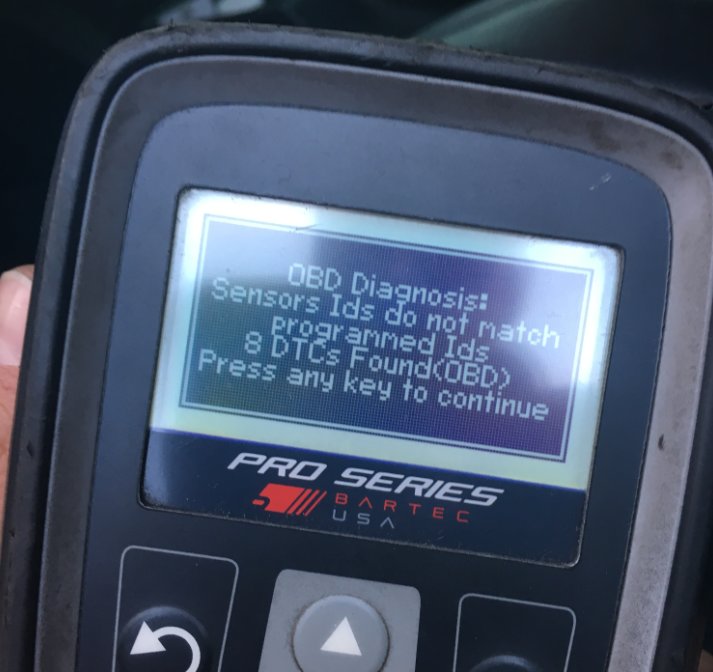 OBD Diagnosis:
Sensors Ids do not match
programmed Ids
8 DTCs Found(OBD)
Press any key to continue
PRO SERIES
BARTEC
USA